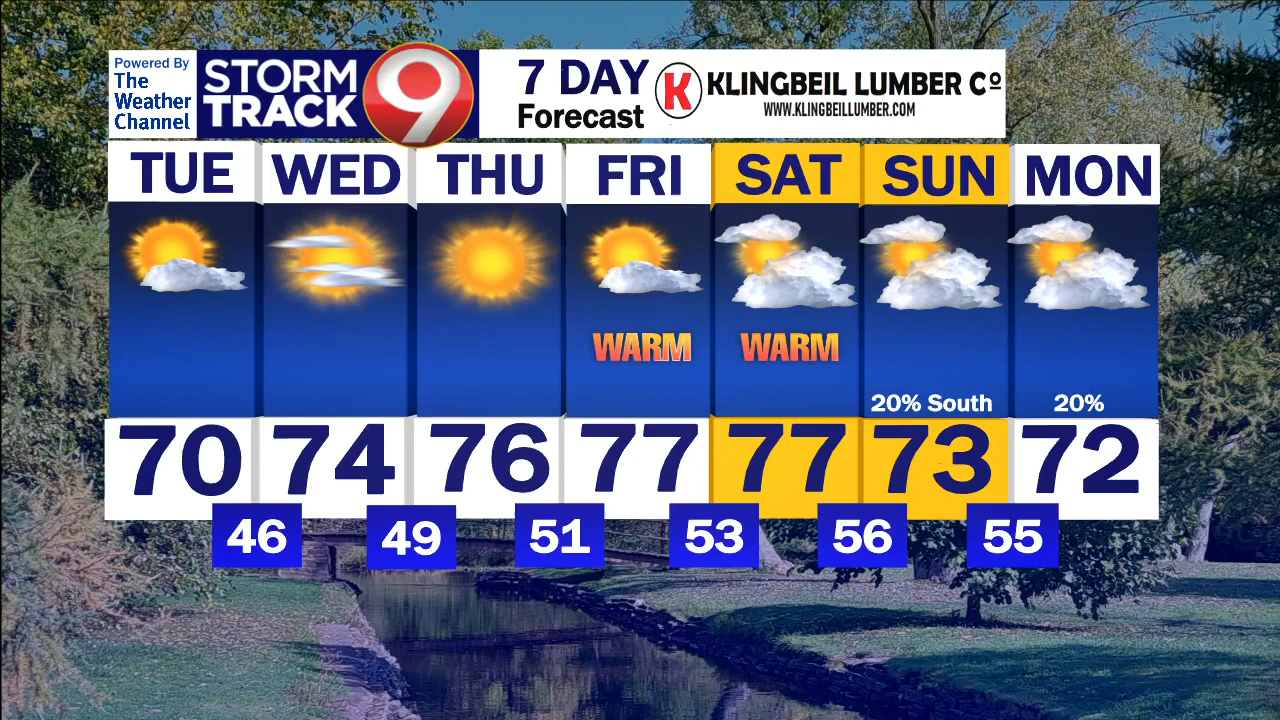 Powered By
The
Weather
Channel
STORM
TRACK
9
7 DAY
Forecast
K
KLINGBEIL LUMBER Cº
WWW.KLINGBEILLUMBER.COM
TUE WED THU FRI SAT SUN MON
WARM WARM
20% South 20%
70 74 76 77 77 73 72
46 49 51 53 56 55